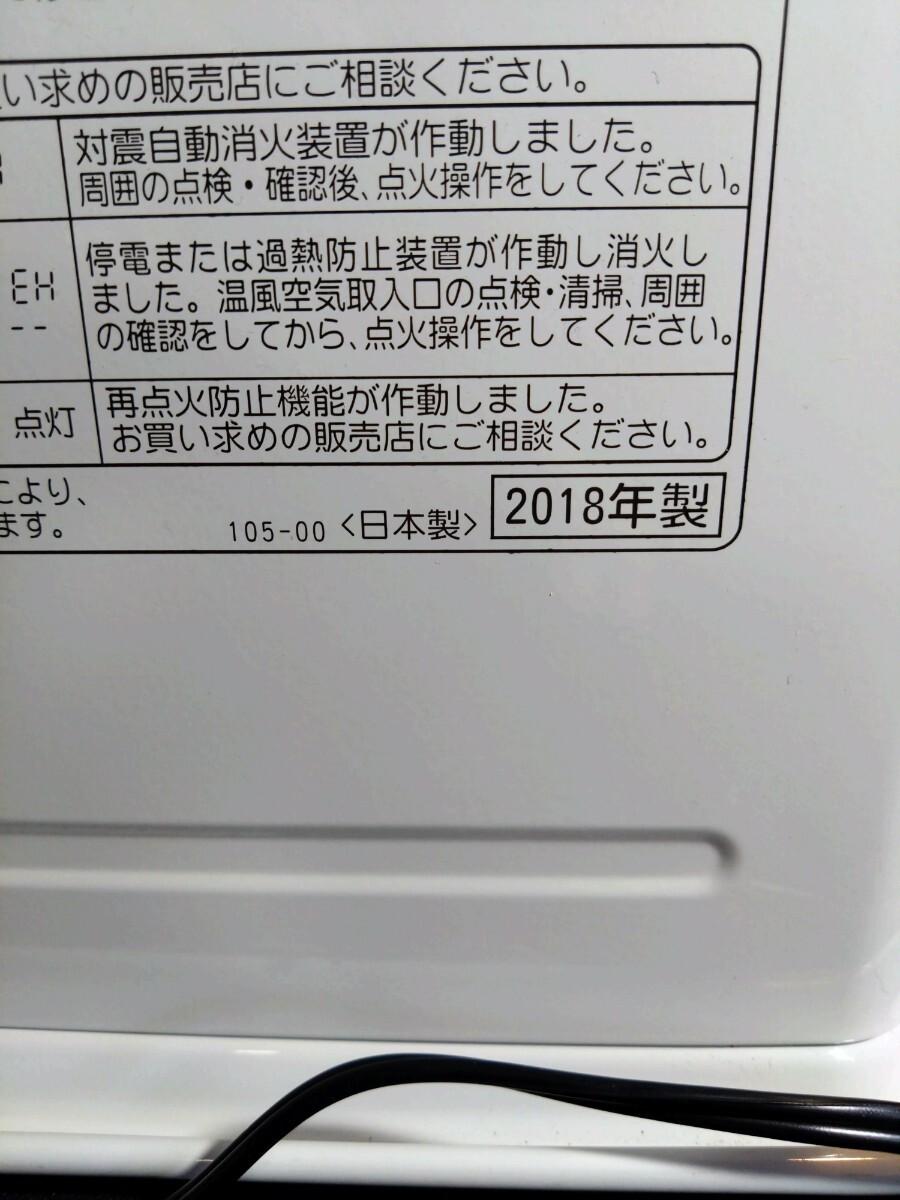 い求めの販売店にご相談ください。
対震自動消火装置が作動しました。
周囲の点検・確認後、点火操作をしてください。
EH
--
停電または過熱防止装置が作動し消火し
ました。温風空気取入口の点検・清掃、周囲
の確認をしてから、点火操作をしてください。
点灯
再点火防止機能が作動しました。
お買い求めの販売店にご相談ください。
により、
ます。
105-00 <日本製> 2018年製